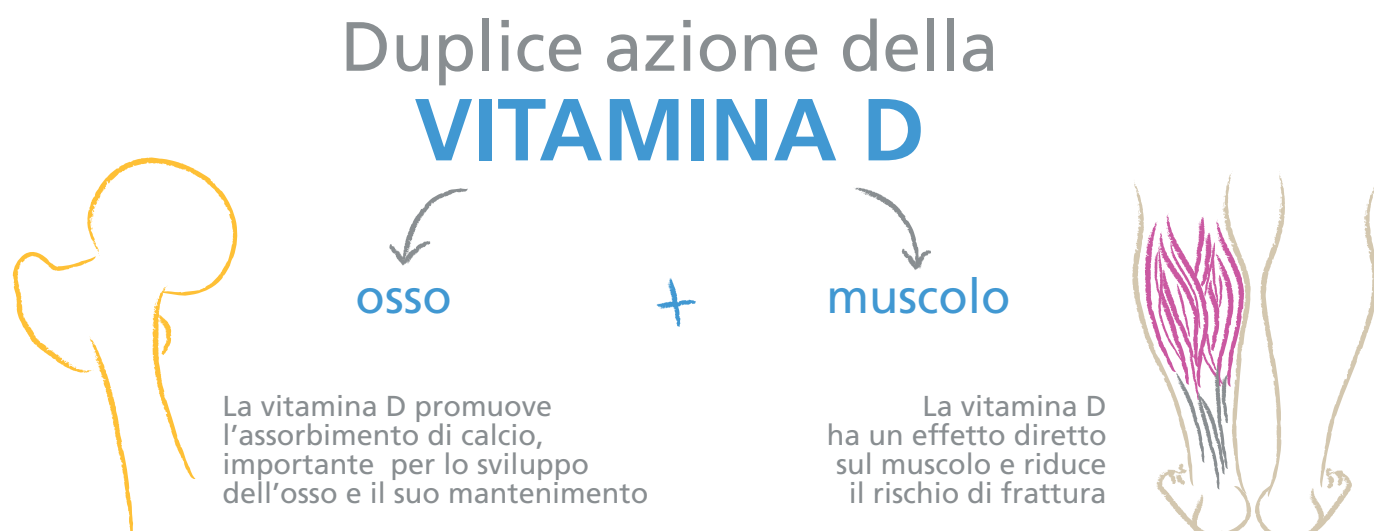 Duplice azione della
VITAMINA D
osso
+
muscolo
La vitamina D promuove
l'assorbimento di calcio,
importante per lo sviluppo
dell'osso e il suo mantenimento
La vitamina D
ha un effetto diretto
sul muscolo e riduce
il rischio di frattura